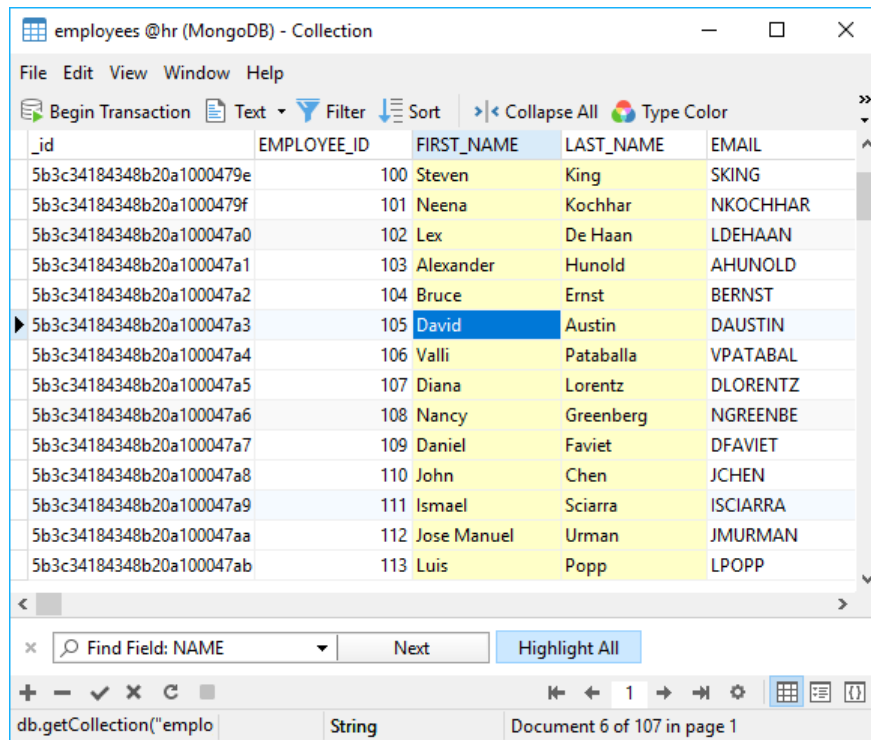 employees @hr (MongoDB) - Collection
File Edit View Window Help
Begin Transaction Text Filter Sort Collapse All Type Color
_id EMPLOYEE_ID FIRST_NAME LAST_NAME EMAIL
5b3c34184348b20a1000479e 100 Steven King SKING
5b3c34184348b20a1000479f 101 Neena Kochhar NKOCHHAR
5b3c34184348b20a100047a0 102 Lex De Haan LDEHAAN
5b3c34184348b20a100047a1 103 Alexander Hunold AHUNOLD
5b3c34184348b20a100047a2 104 Bruce Ernst BERNST
5b3c34184348b20a100047a3 105 David Austin DAUSTIN
5b3c34184348b20a100047a4 106 Valli Pataballa VPATABAL
5b3c34184348b20a100047a5 107 Diana Lorentz DLORENTZ
5b3c34184348b20a100047a6 108 Nancy Greenberg NGREENBE
5b3c34184348b20a100047a7 109 Daniel Faviet DFAVIET
5b3c34184348b20a100047a8 110 John Chen JCHEN
5b3c34184348b20a100047a9 111 Ismael Sciarra ISCIARRA
5b3c34184348b20a100047aa 112 Jose Manuel Urman JMURMAN
5b3c34184348b20a100047ab 113 Luis Popp LPOPP
Find Field: NAME Next Highlight All
1
db.getCollection("emplo String Document 6 of 107 in page 1